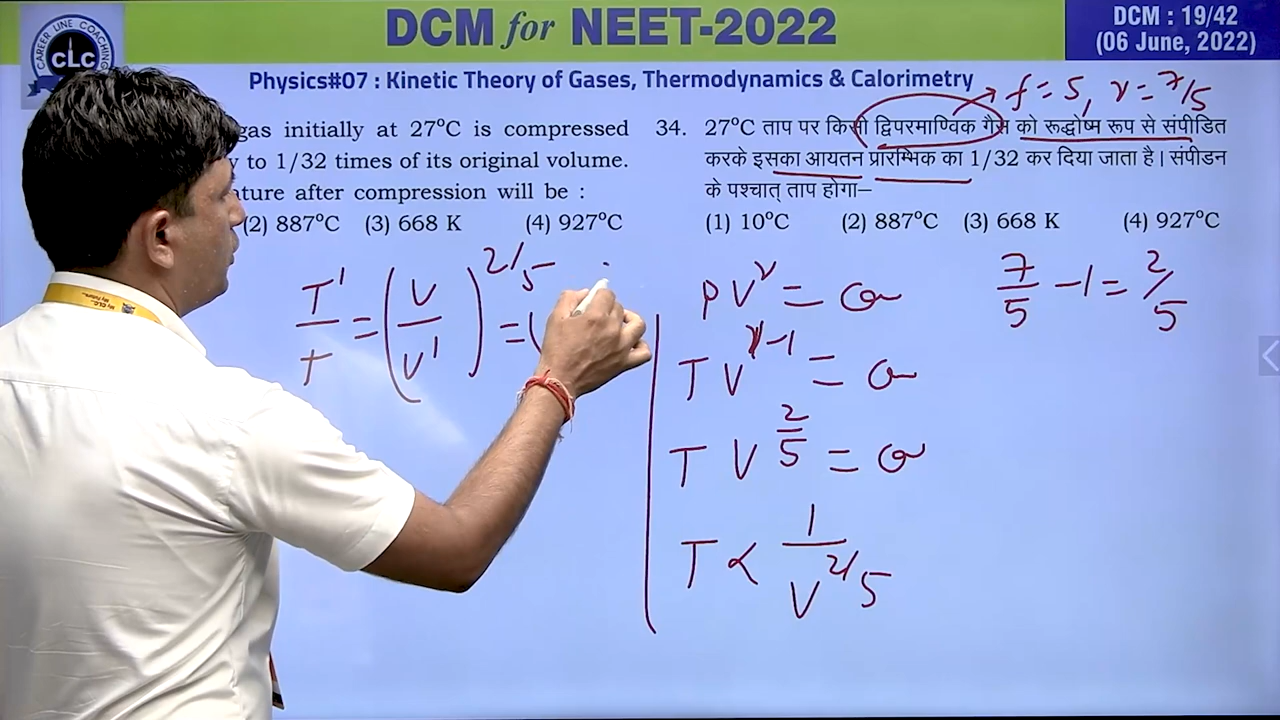 DCM for NEET-2022
DCM : 19/42
(06 June, 2022)
CAREER LINE COACHING
CLC
Physics#07 : Kinetic Theory of Gases, Thermodynamics & Calorimetry
f = 5, γ = 7/5
gas initially at 27°C is compressed
to 1/32 times of its original volume.
after compression will be :
(2) 887°C (3) 668 K (4) 927°C
34. 27°C ताप पर किसी द्विपरमाण्विक गैस को रूद्धोष्म रूप से संपीडित
करके इसका आयतन प्रारम्भिक का 1/32 कर दिया जाता है। संपीडन
के पश्चात् ताप होगा–
(1) 10°C (2) 887°C (3) 668 K (4) 927°C
T'/T = (V/V')^2/5 = (
PV^γ = a
7/5 - 1 = 2/5
TV^γ-1 = a
TV^2/5 = a
T ∝ 1/V^2/5